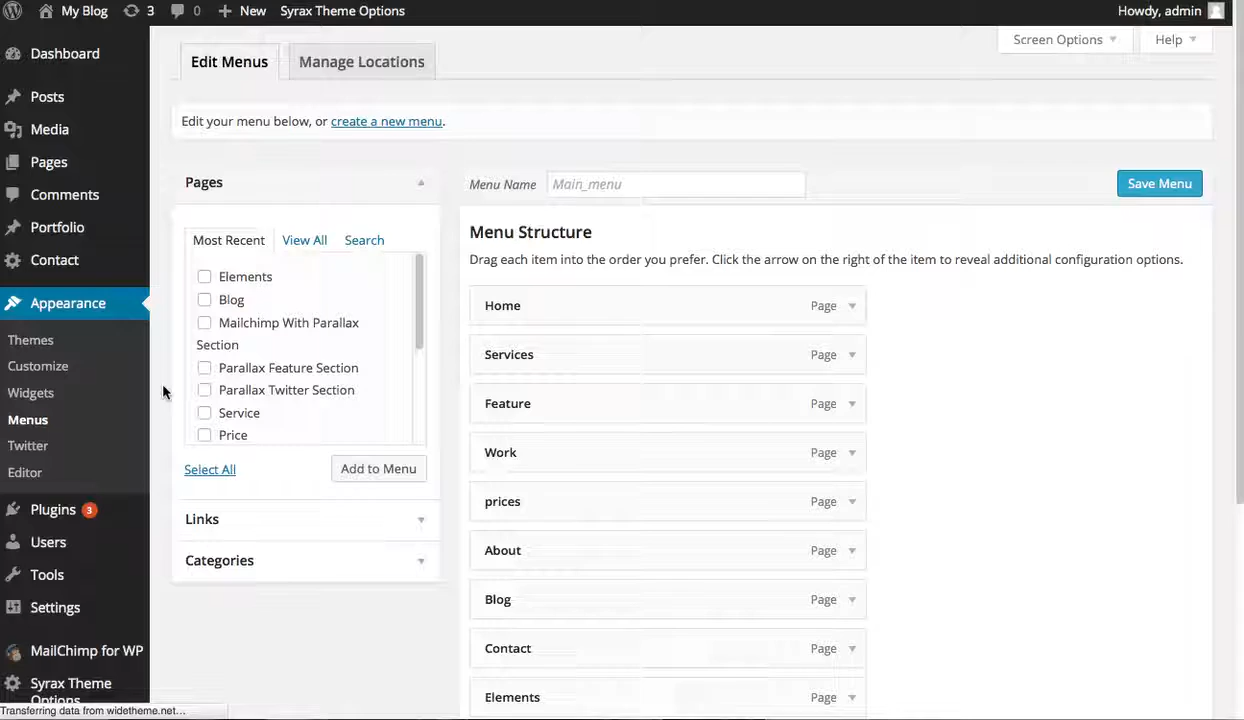 My Blog 3 0 New Syrax Theme Options Howdy, admin
Dashboard
Posts
Media
Pages
Comments
Portfolio
Contact
Appearance
Themes
Customize
Widgets
Menus
Twitter
Editor
Plugins 3
Users
Tools
Settings
MailChimp for WP
Syrax Theme
Options
Transferring data from widetheme.net...
Screen Options Help
Edit Menus Manage Locations
Edit your menu below, or create a new menu.
Pages
Most Recent View All Search
Elements
Blog
Mailchimp With Parallax
Section
Parallax Feature Section
Parallax Twitter Section
Service
Price
Select All Add to Menu
Links
Categories
Menu Name Main_menu Save Menu
Menu Structure
Drag each item into the order you prefer. Click the arrow on the right of the item to reveal additional configuration options.
Home Page
Services Page
Feature Page
Work Page
prices Page
About Page
Blog Page
Contact Page
Elements Page